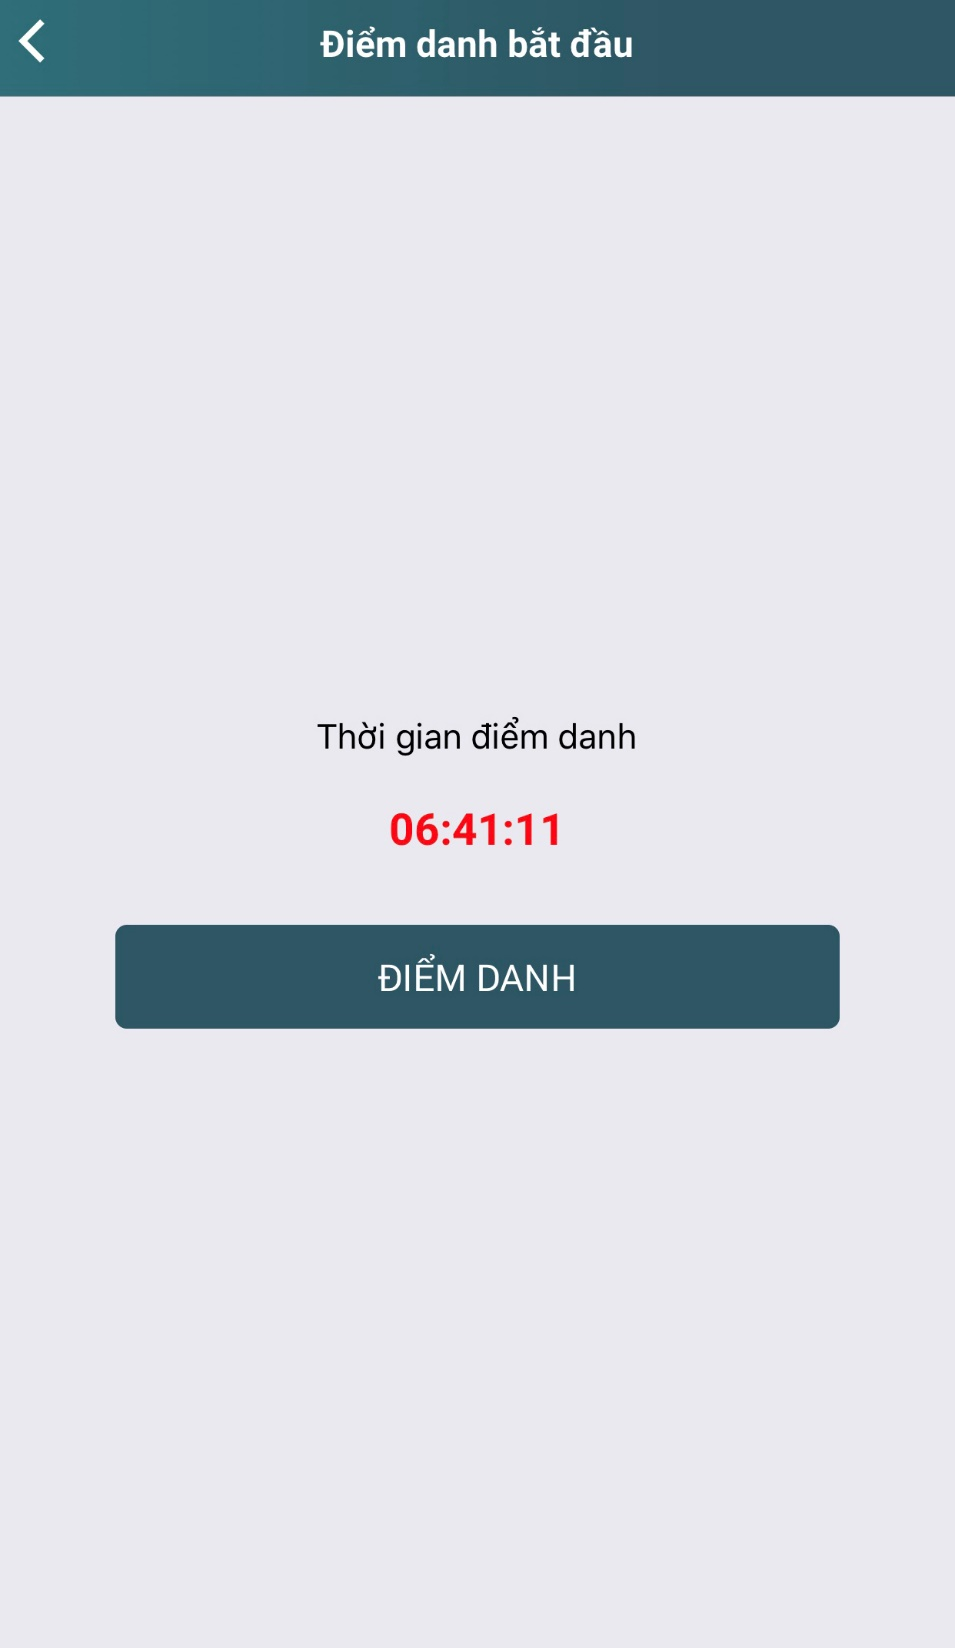 Điểm danh bắt đầu
Thời gian điểm danh
06:41:11
ĐIỂM DANH